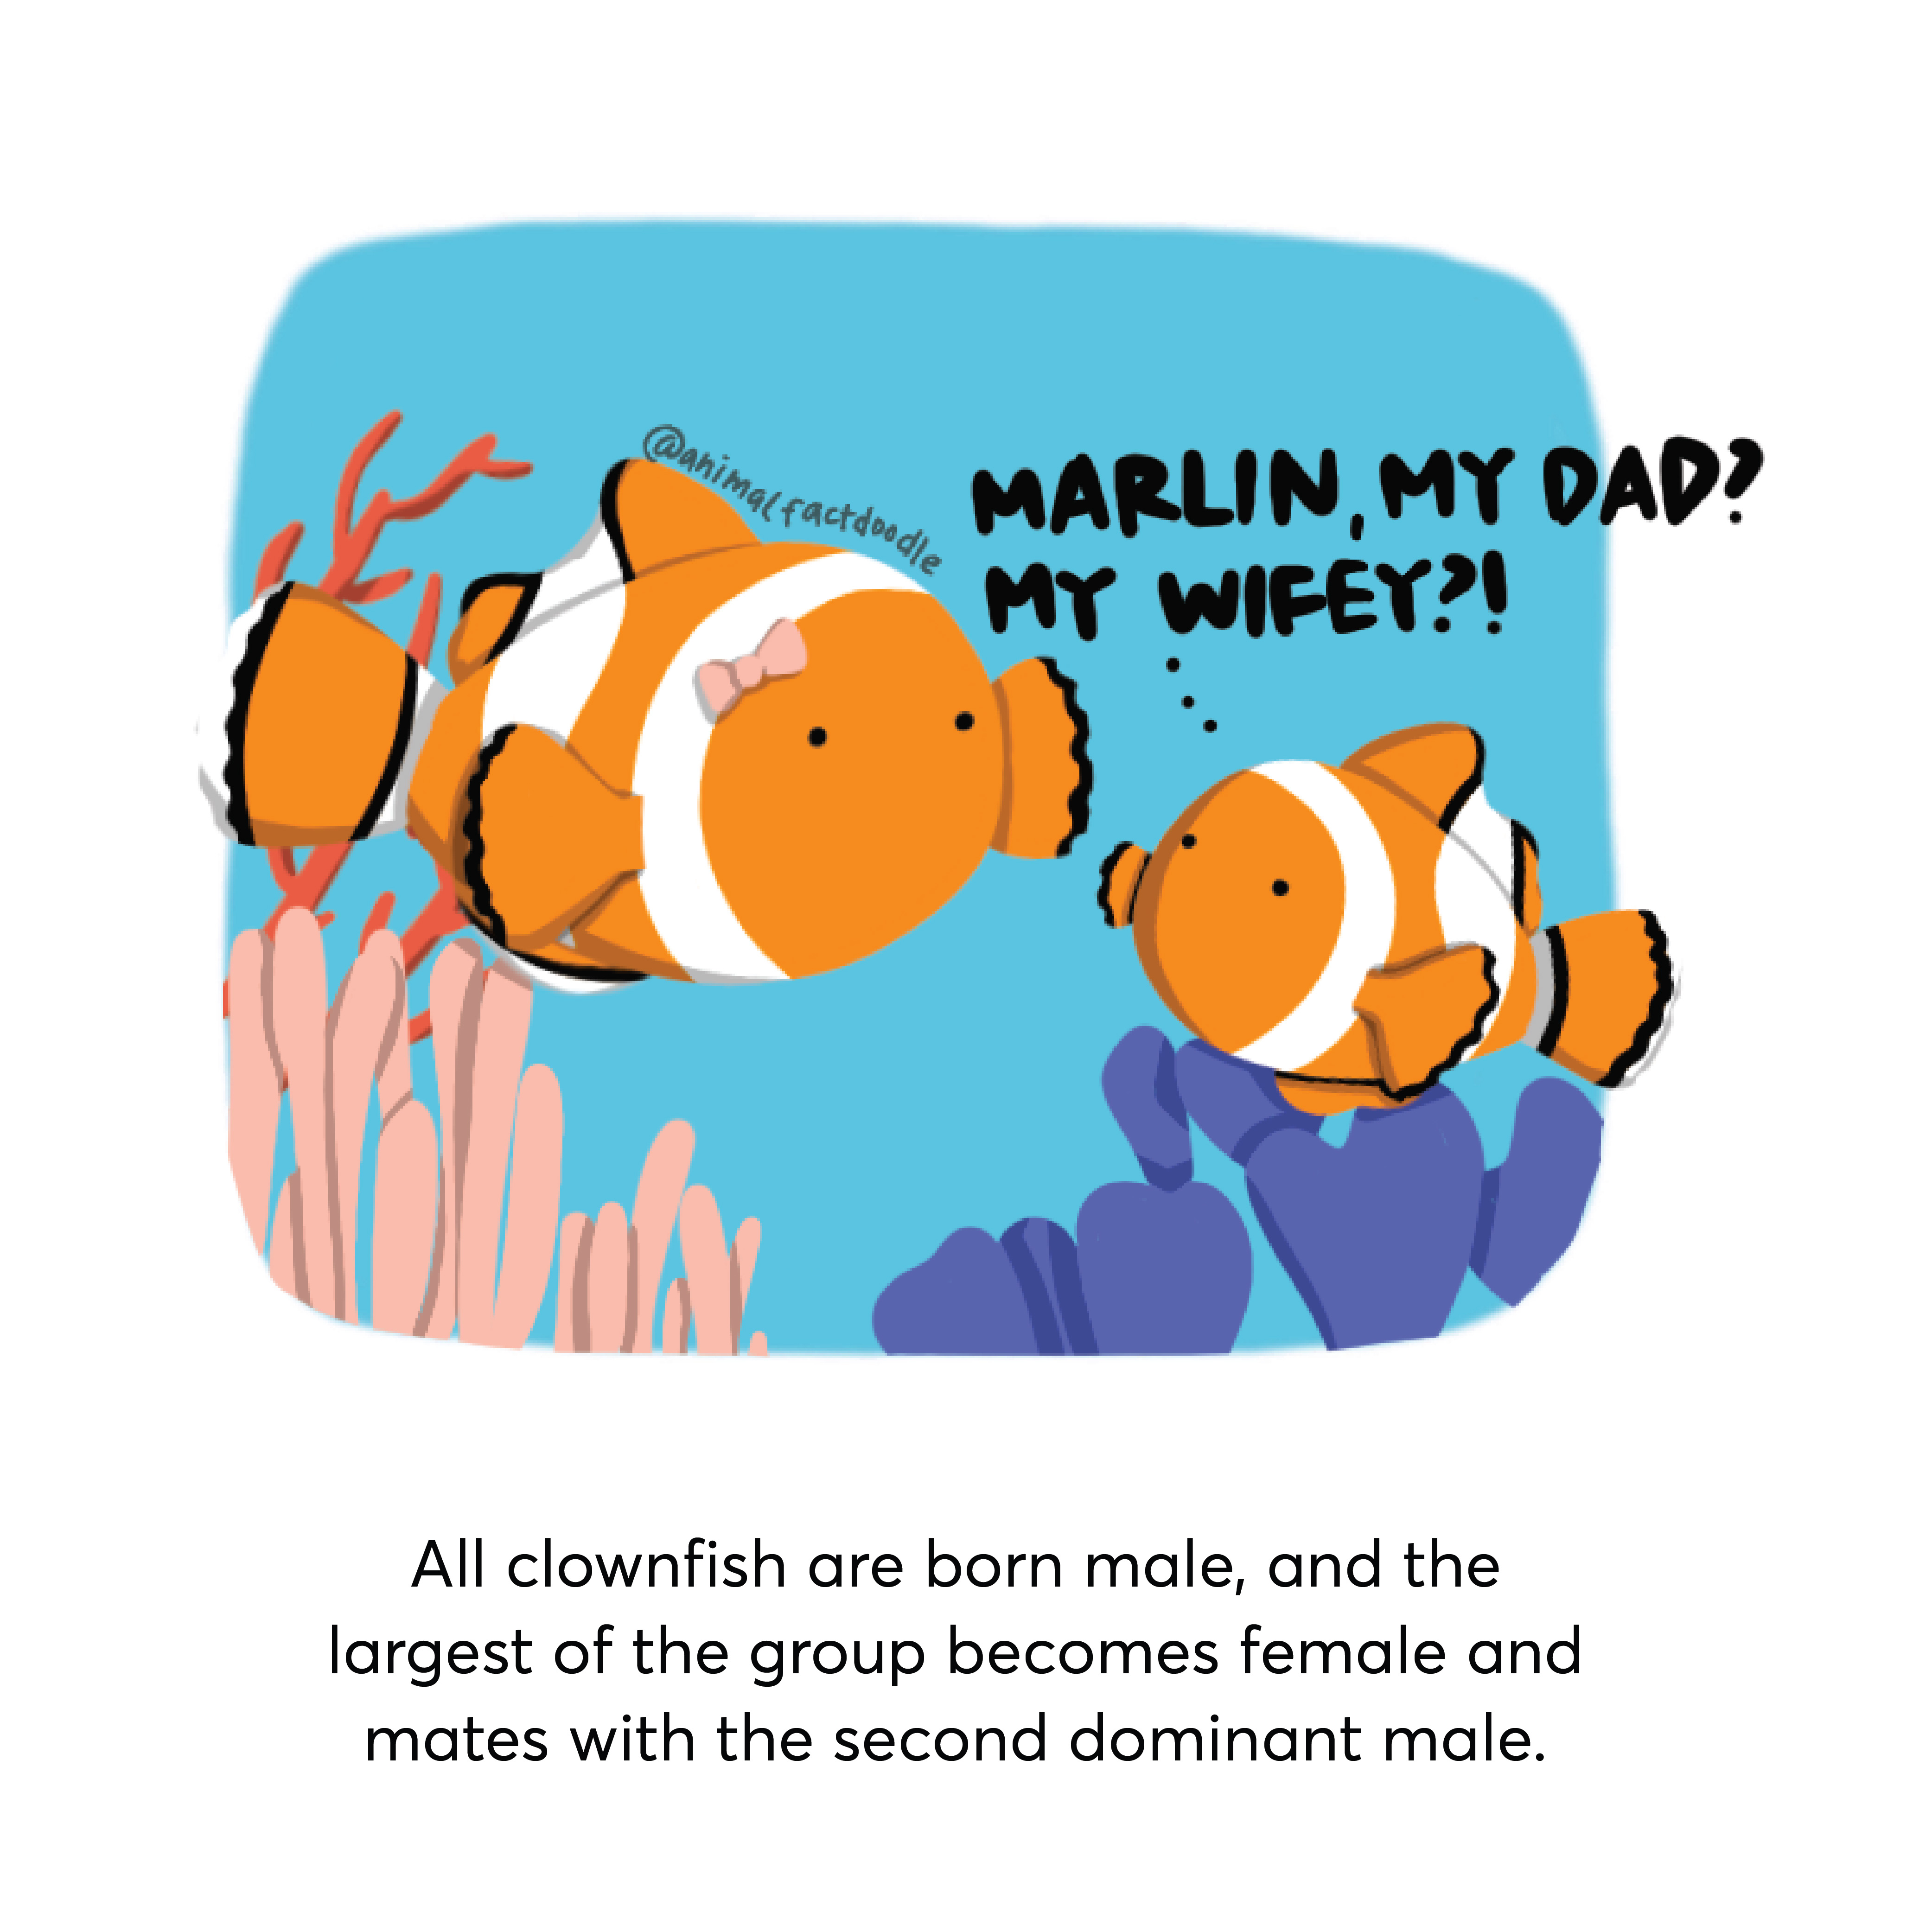 @animalfactdoodle
MARLIN, MY DAD?
MY WIFEY?!
All clownfish are born male, and the
largest of the group becomes female and
mates with the second dominant male.